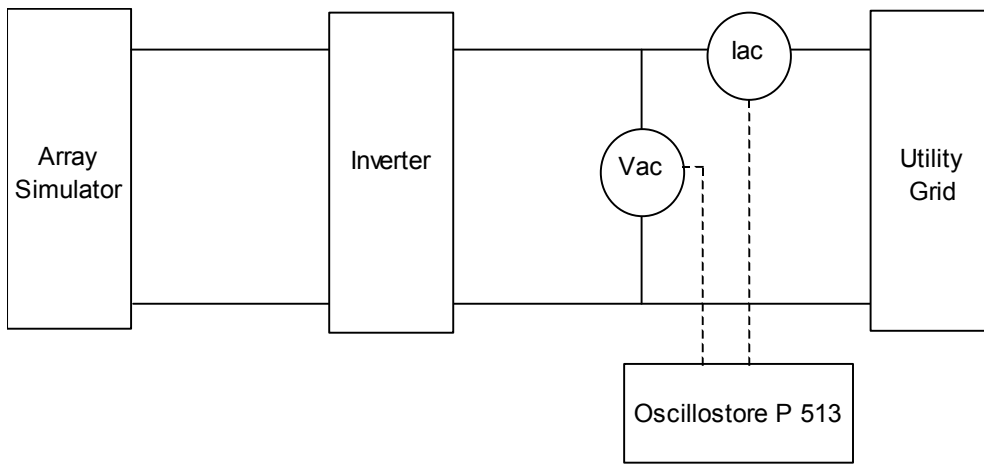 Iac
Array
Simulator
Inverter
Vac
Utility
Grid
Oscillostore P 513